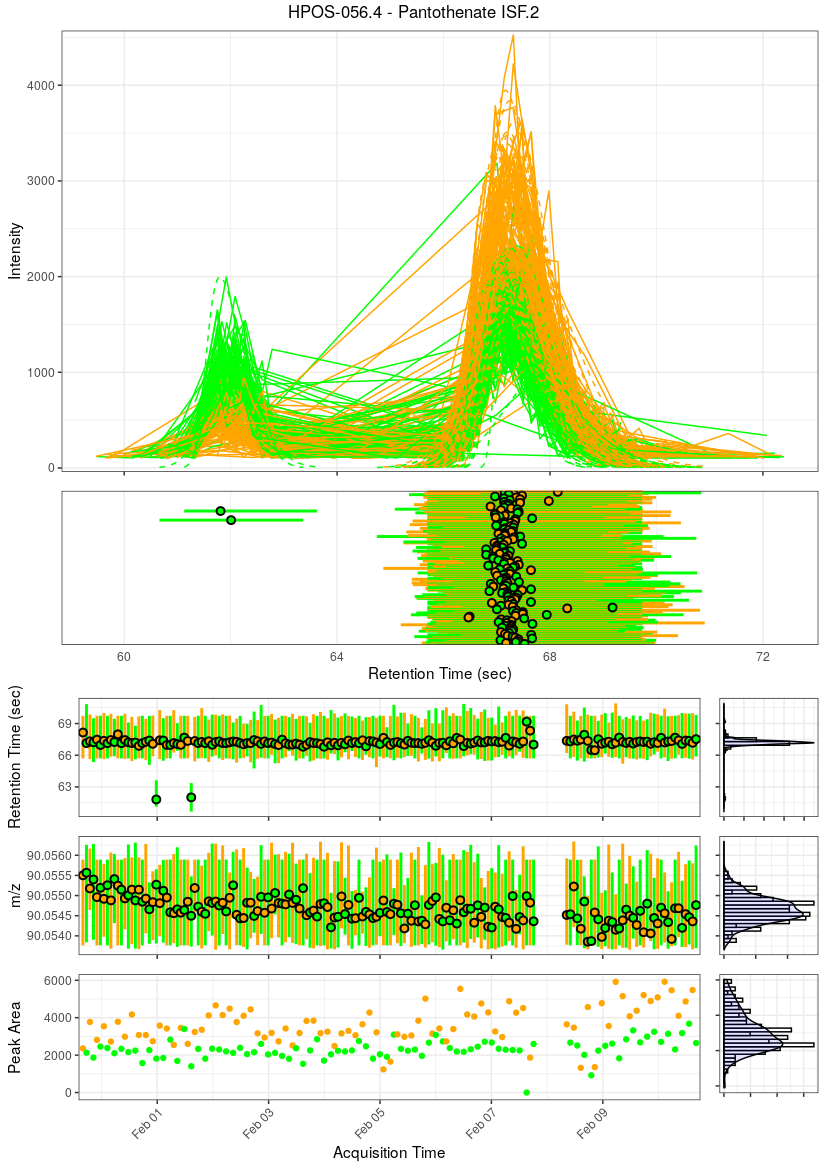 HPOS-056.4 - Pantothenate ISF.2
4000
3000
2000
1000
0
Intensity
60 64 68 72
Retention Time (sec)
69
66
63
Retention Time (sec)
90.0560
90.0555
90.0550
90.0545
90.0540
m/z
6000
4000
2000
0
Peak Area
Feb 01 Feb 03 Feb 05 Feb 07 Feb 09
Acquisition Time